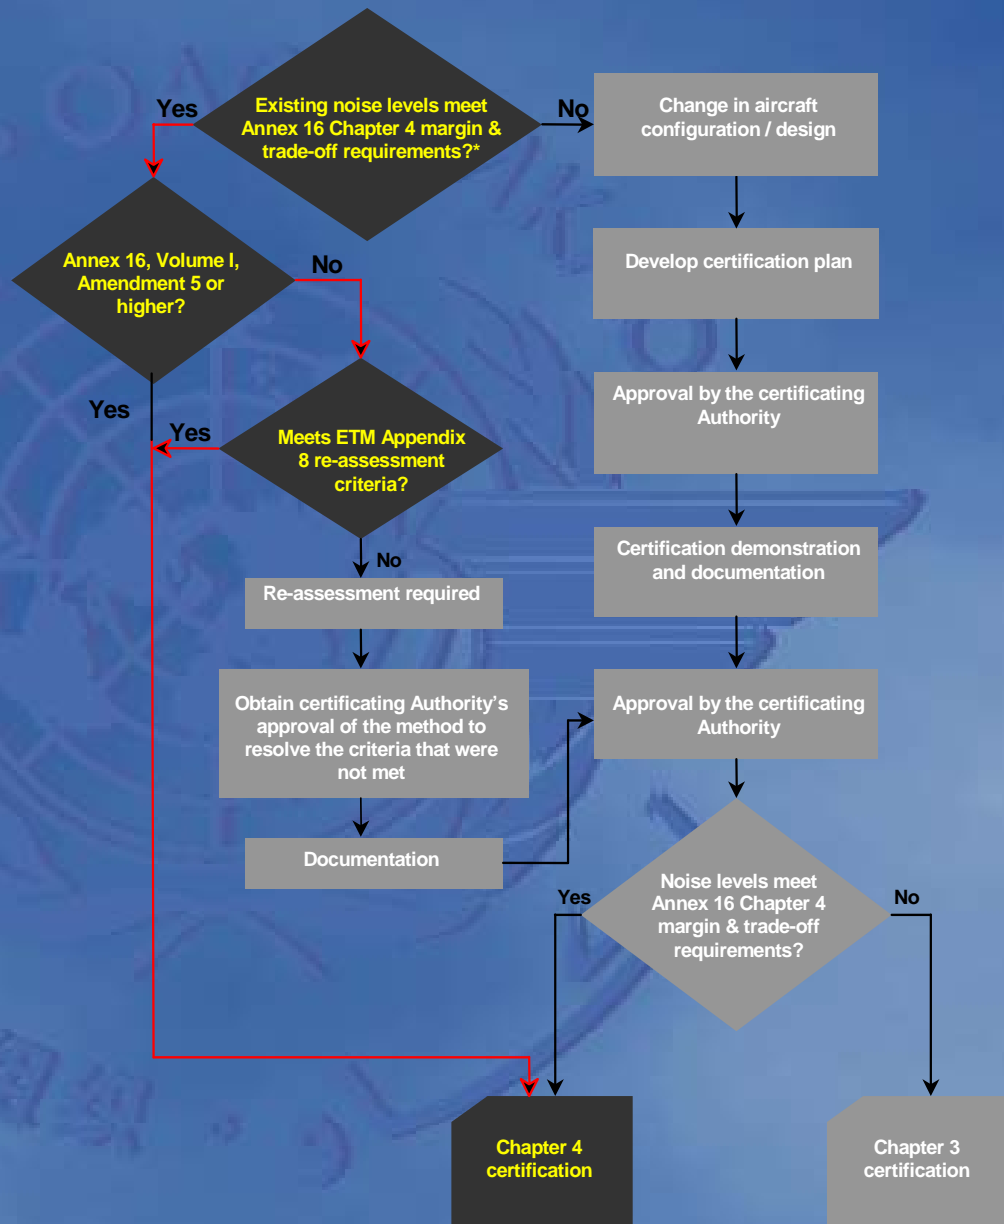 Yes
Existing noise levels meet
Annex 16 Chapter 4 margin &
trade-off requirements?*
No
Change in aircraft
configuration / design
Annex 16, Volume I,
Amendment 5 or
higher?
No
Develop certification plan
Yes
Yes
Meets ETM Appendix
8 re-assessment
criteria?
Approval by the certificating
Authority
No
Certification demonstration
and documentation
Re-assessment required
Obtain certificating Authority’s
approval of the method to
resolve the criteria that were
not met
Approval by the certificating
Authority
Documentation
Yes
Noise levels meet
Annex 16 Chapter 4
margin & trade-off
requirements?
No
Chapter 4
certification
Chapter 3
certification